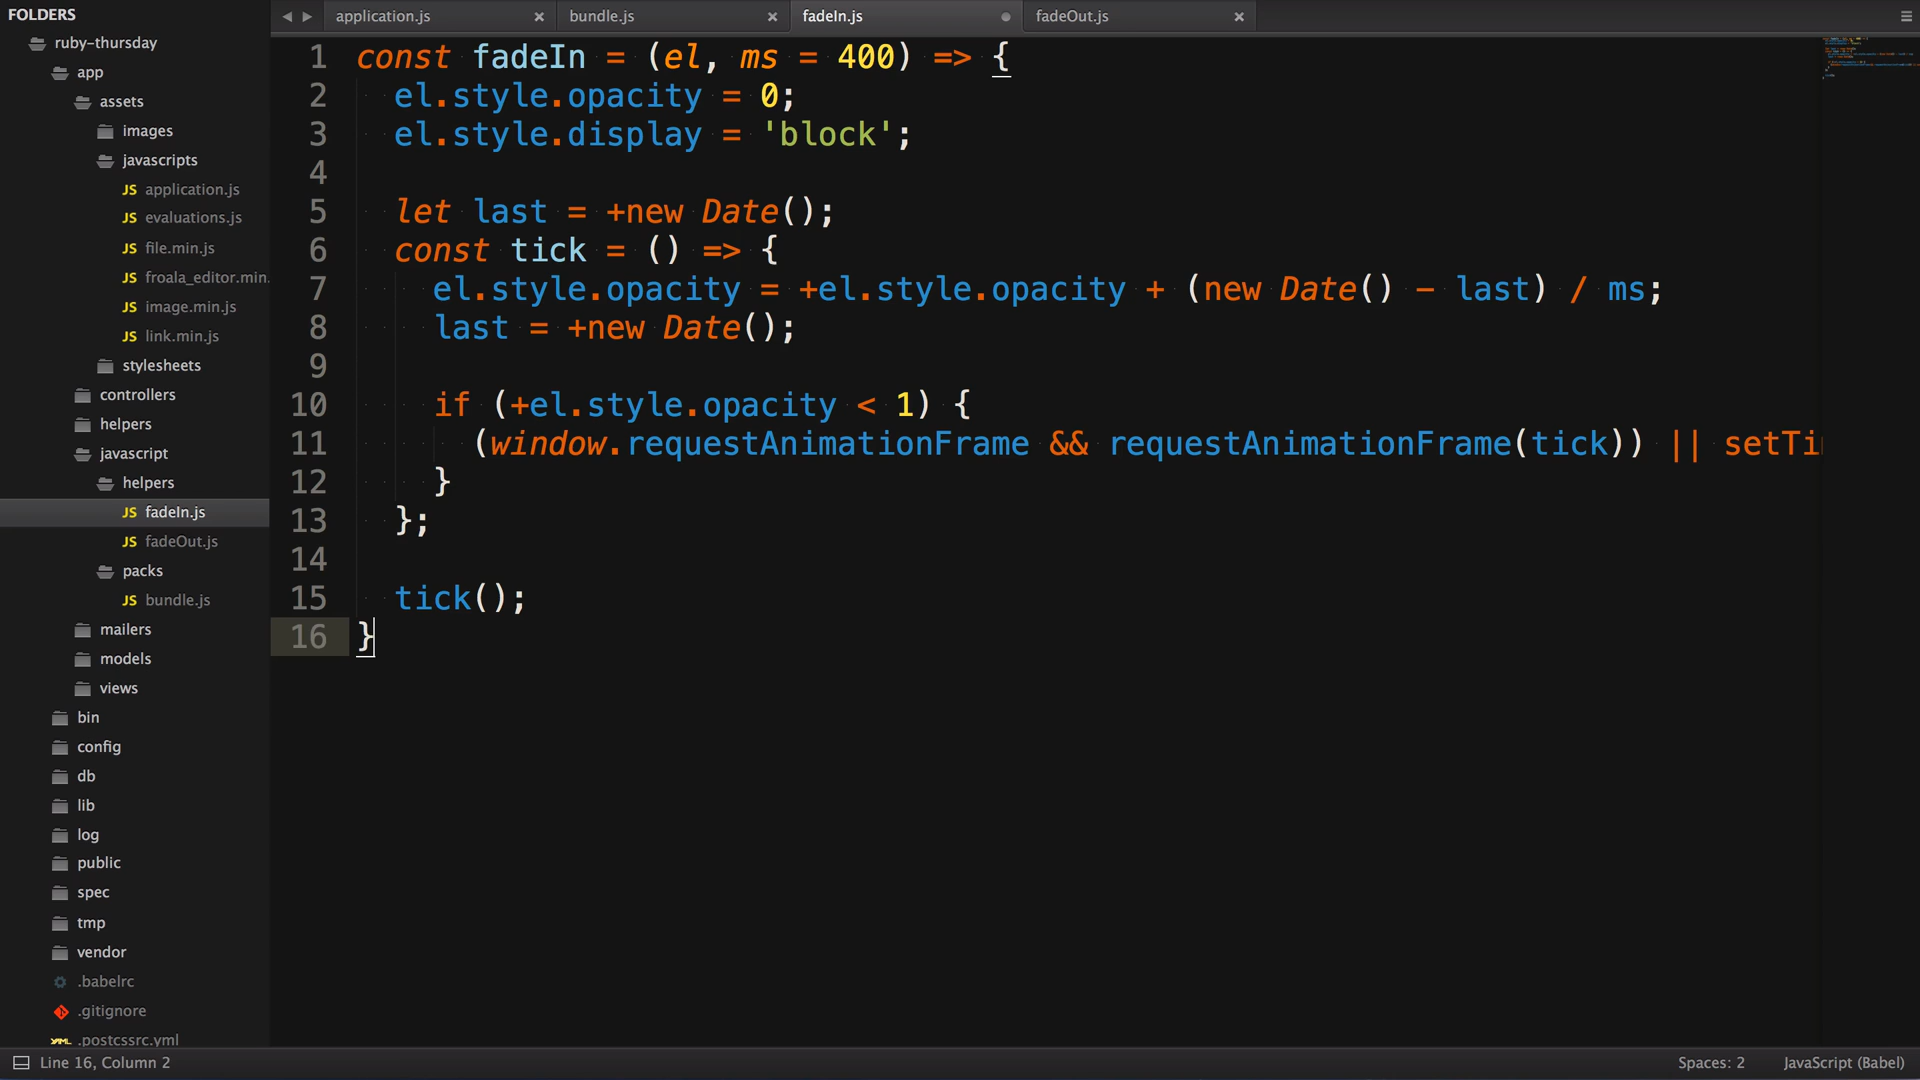 FOLDERS
ruby-thursday
app
assets
images
javascripts
JS application.js
JS evaluations.js
JS file.min.js
JS froala_editor.min.
JS image.min.js
JS link.min.js
stylesheets
controllers
helpers
javascript
helpers
JS fadeIn.js
JS fadeOut.js
packs
JS bundle.js
mailers
models
views
bin
config
db
lib
log
public
spec
tmp
vendor
.babelrc
.gitignore
YAML .postcssrc.yml
application.js × bundle.js × fadeIn.js fadeOut.js ×
1 const fadeIn = (el, ms = 400) => {
2 el.style.opacity = 0;
3 el.style.display = 'block';
4
5 let last = +new Date();
6 const tick = () => {
7 el.style.opacity = +el.style.opacity + (new Date() - last) / ms;
8 last = +new Date();
9
10 if (+el.style.opacity < 1) {
11 (window.requestAnimationFrame && requestAnimationFrame(tick)) || setTi
12 }
13 };
14
15 tick();
16 }
Line 16, Column 2
Spaces: 2
JavaScript (Babel)